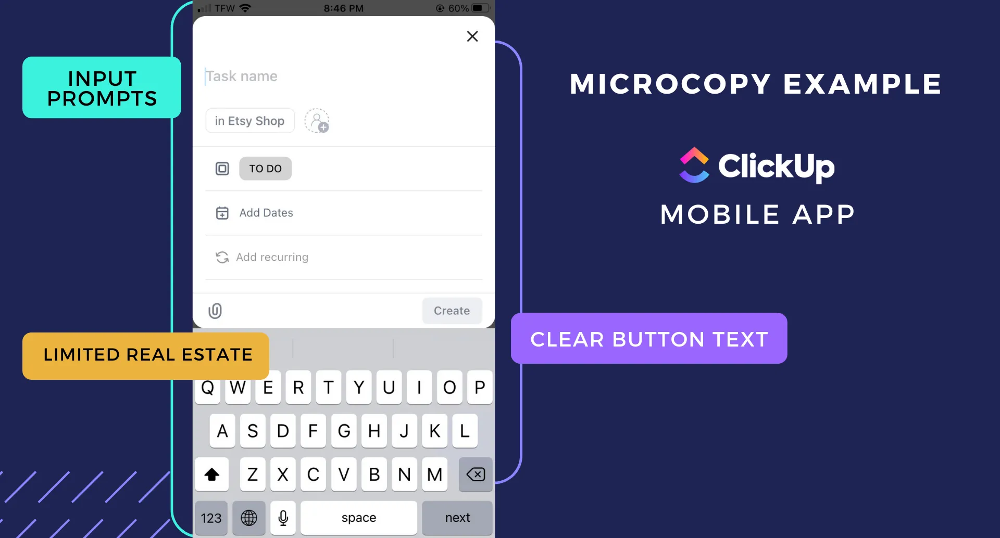 TFW 8:46 PM 60%
INPUT
PROMPTS
Task name
in Etsy Shop
TO DO
Add Dates
Add recurring
Create
LIMITED REAL ESTATE
Q W E R T Y U I O P
A S D F G H J K L
Z X C V B N M
123 space next
MICROCOPY EXAMPLE
ClickUp
MOBILE APP
CLEAR BUTTON TEXT